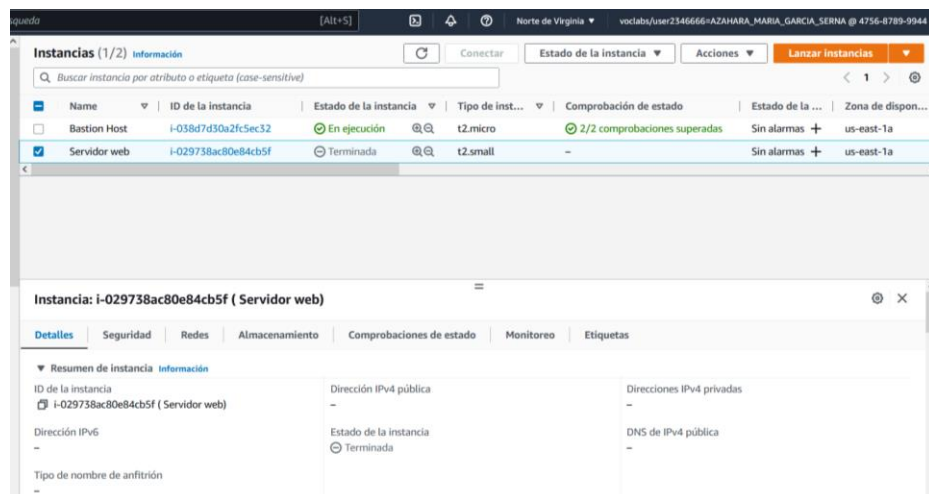 squeda [Alt+S] Norte de Virginia ▼ voclabs/user2346666=AZAHARA_MARIA_GARCIA_SERNA @ 4756-8789-9944
Instancias (1/2) Información Conectar Estado de la instancia ▼ Acciones ▼ Lanzar instancias ▼
Buscar instancia por atributo o etiqueta (case-sensitive) < 1 >
Name ID de la instancia Estado de la instancia Tipo de inst... Comprobación de estado Estado de la ... Zona de dispon...
Bastion Host i-038d7d30a2fc5ec32 En ejecución t2.micro 2/2 comprobaciones superadas Sin alarmas + us-east-1a
Servidor web i-029738ac80e84cb5f Terminada t2.small – Sin alarmas + us-east-1a
Instancia: i-029738ac80e84cb5f ( Servidor web)
Detalles Seguridad Redes Almacenamiento Comprobaciones de estado Monitoreo Etiquetas
▼ Resumen de instancia Información
ID de la instancia Dirección IPv4 pública Direcciones IPv4 privadas
i-029738ac80e84cb5f ( Servidor web) – –
Dirección IPv6 Estado de la instancia DNS de IPv4 pública
– Terminada –
Tipo de nombre de anfitrión
–